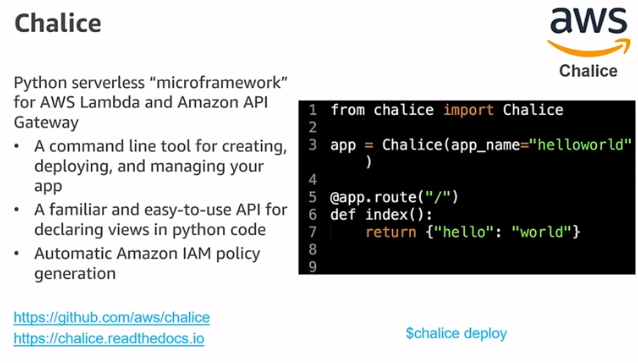 Chalice
aws
Chalice
Python serverless “microframework”
for AWS Lambda and Amazon API
Gateway
• A command line tool for creating,
deploying, and managing your
app
• A familiar and easy-to-use API for
declaring views in python code
• Automatic Amazon IAM policy
generation
https://github.com/aws/chalice
https://chalice.readthedocs.io
1 from chalice import Chalice
2
3 app = Chalice(app_name="helloworld"
)
4
5 @app.route("/")
6 def index():
7 return {"hello": "world"}
8
9
$chalice deploy